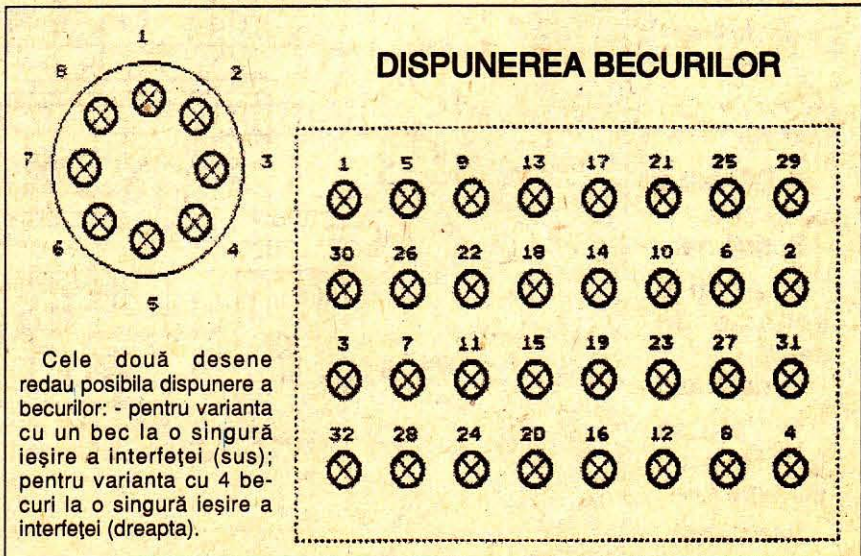 DISPUNEREA BECURILOR
1
8 2
7 3
6 4
5
Cele două desene
redau posibila dispunere a
becurilor: - pentru varianta
cu un bec la o singură
ieşire a interfeţei (sus);
pentru varianta cu 4 be-
curi la o singură ieşire a
interfeţei (dreapta).
1 5 9 13 17 21 25 29
30 26 22 18 14 10 6 2
3 7 11 15 19 23 27 31
32 28 24 20 16 12 8 4